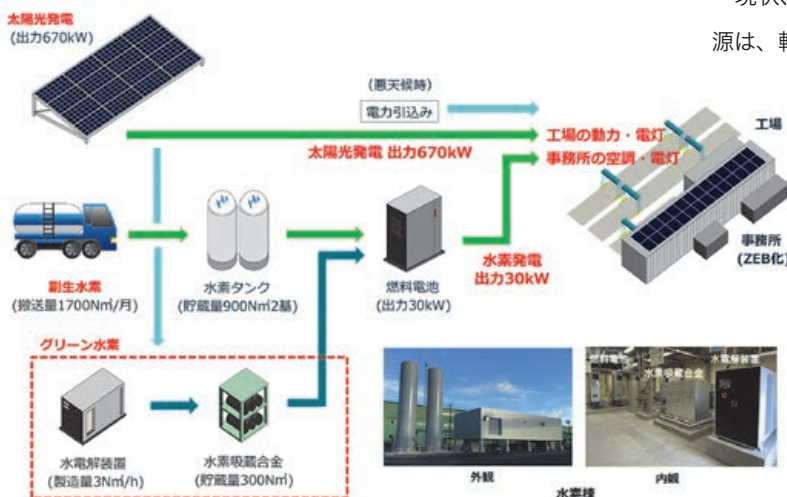 源は、
太陽光発電
(出力670kW)
(悪天候時)
電力引込み
太陽光発電 出力670kW
工場の動力・電灯
事務所の空調・電灯
工場
事務所
(ZEB化)
副生水素
(搬送量1700Nm³/月)
H₂
H₂
水素タンク
(貯蔵量900Nm³2基)
燃料電池
(出力30kW)
水素発電
出力30kW
グリーン水素
水電解装置
(製造量3Nm³/h)
水素吸蔵合金
(貯蔵量300Nm³)
燃料電池
水素吸蔵合金
水電解装置
外観
内観
水素棟